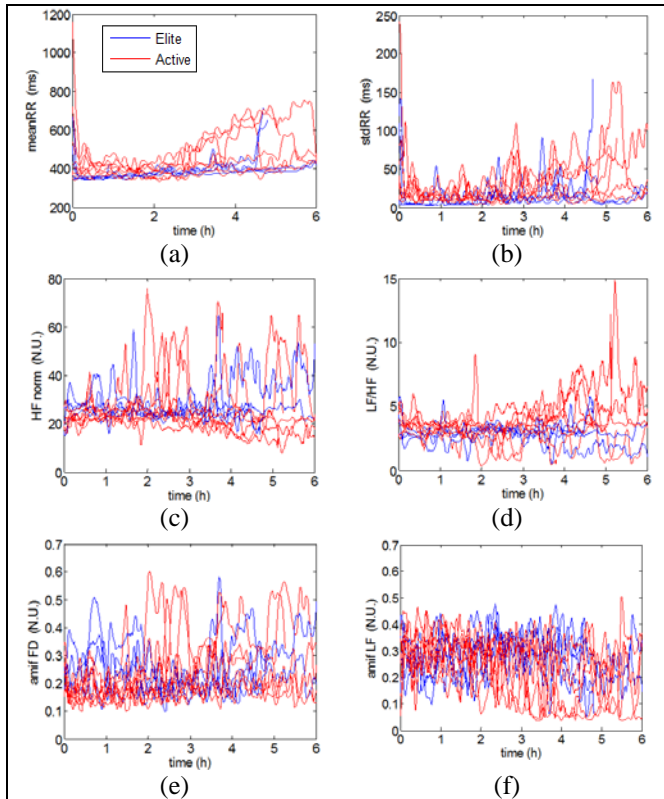 1200
1000
800
600
400
200
meanRR (ms)
Elite
Active
0 2 4 6
time (h)
(a)
250
200
150
100
50
0
stdRR (ms)
0 1 2 3 4 5 6
time (h)
(b)
80
60
40
20
0
HF norm (N.U.)
0 1 2 3 4 5 6
time (h)
(c)
15
10
5
0
LF/HF (N.U.)
0 1 2 3 4 5 6
time (h)
(d)
0.7
0.6
0.5
0.4
0.3
0.2
0.1
0
amif FD (N.U.)
0 1 2 3 4 5 6
time (h)
(e)
0.7
0.6
0.5
0.4
0.3
0.2
0.1
0
amif LF (N.U.)
0 1 2 3 4 5 6
time (h)
(f)